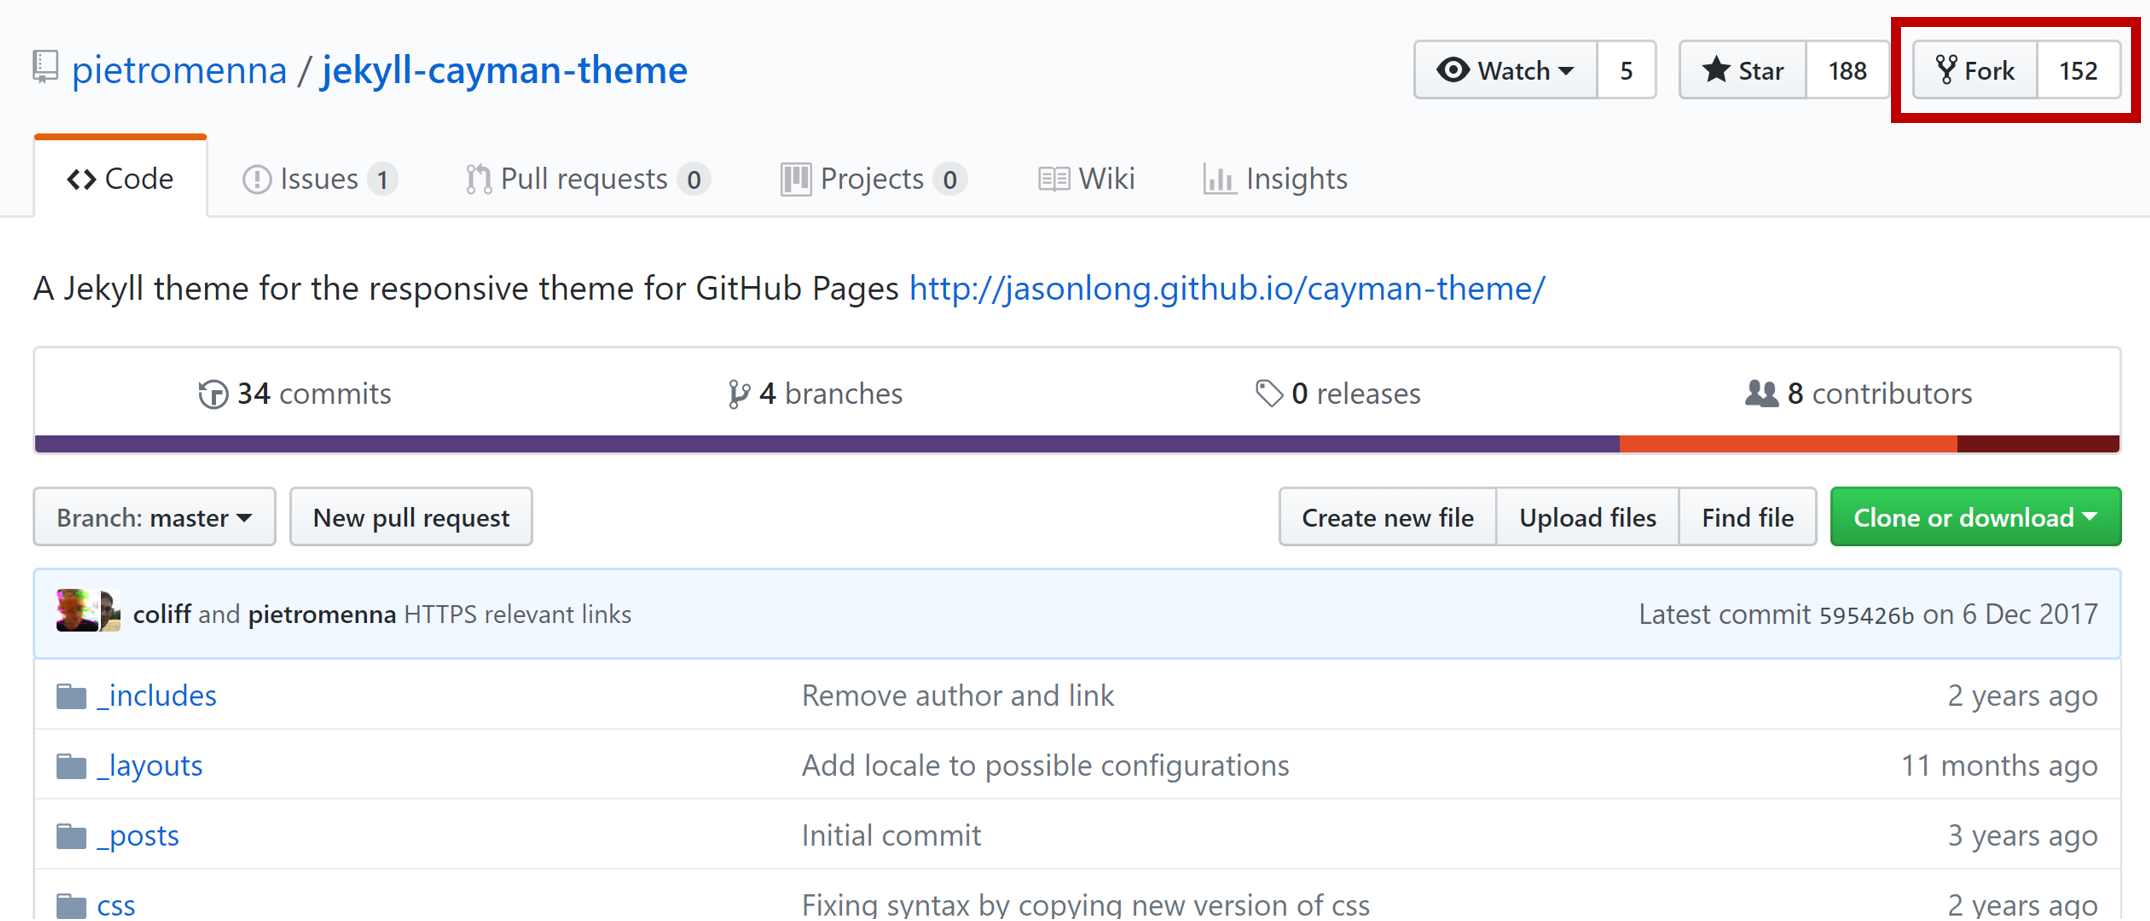 pietromenna / jekyll-cayman-theme
Watch 5 Star 188 Fork 152
Code Issues 1 Pull requests 0 Projects 0 Wiki Insights
A Jekyll theme for the responsive theme for GitHub Pages http://jasonlong.github.io/cayman-theme/
34 commits 4 branches 0 releases 8 contributors
Branch: master New pull request Create new file Upload files Find file Clone or download
coliff and pietromenna HTTPS relevant links Latest commit 595426b on 6 Dec 2017
_includes Remove author and link 2 years ago
_layouts Add locale to possible configurations 11 months ago
_posts Initial commit 3 years ago
css Fixing syntax by copying new version of css 2 years ago